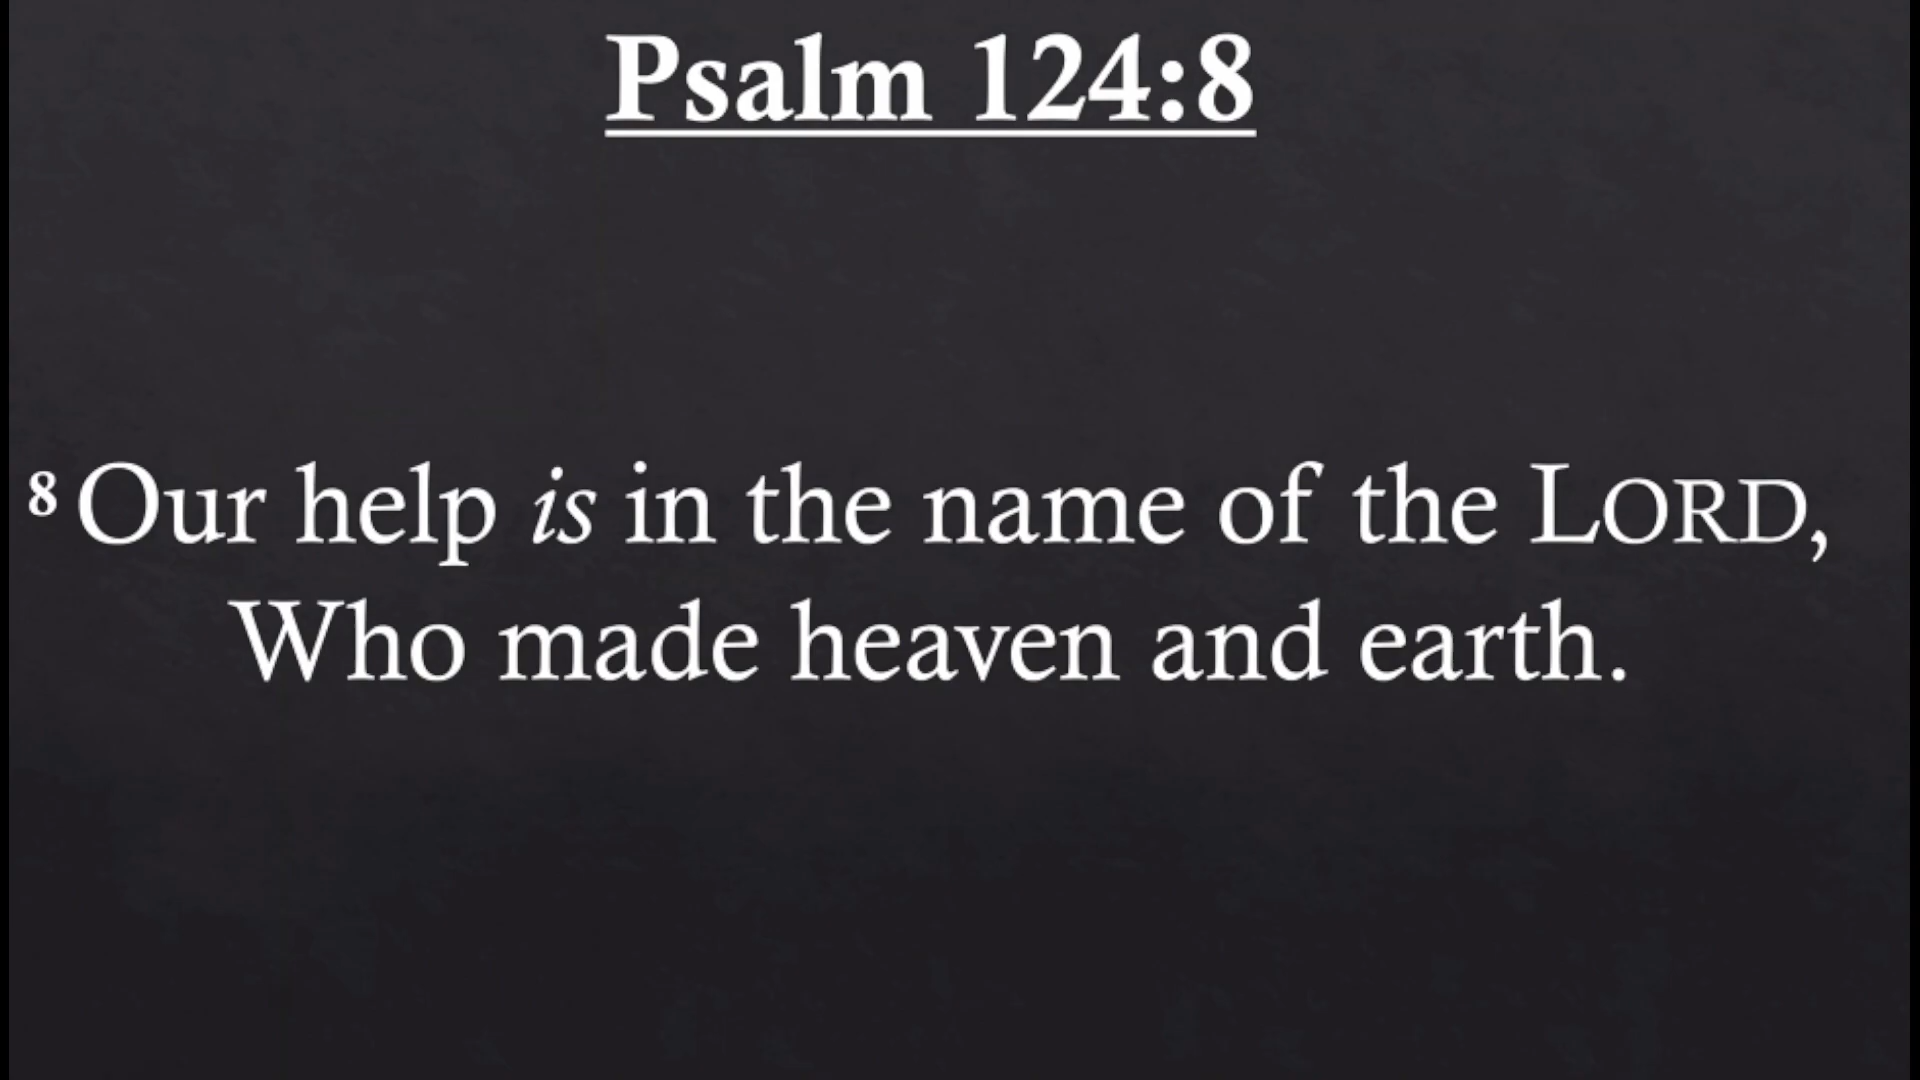 Psalm 124:8
8 Our help is in the name of the LORD,
Who made heaven and earth.